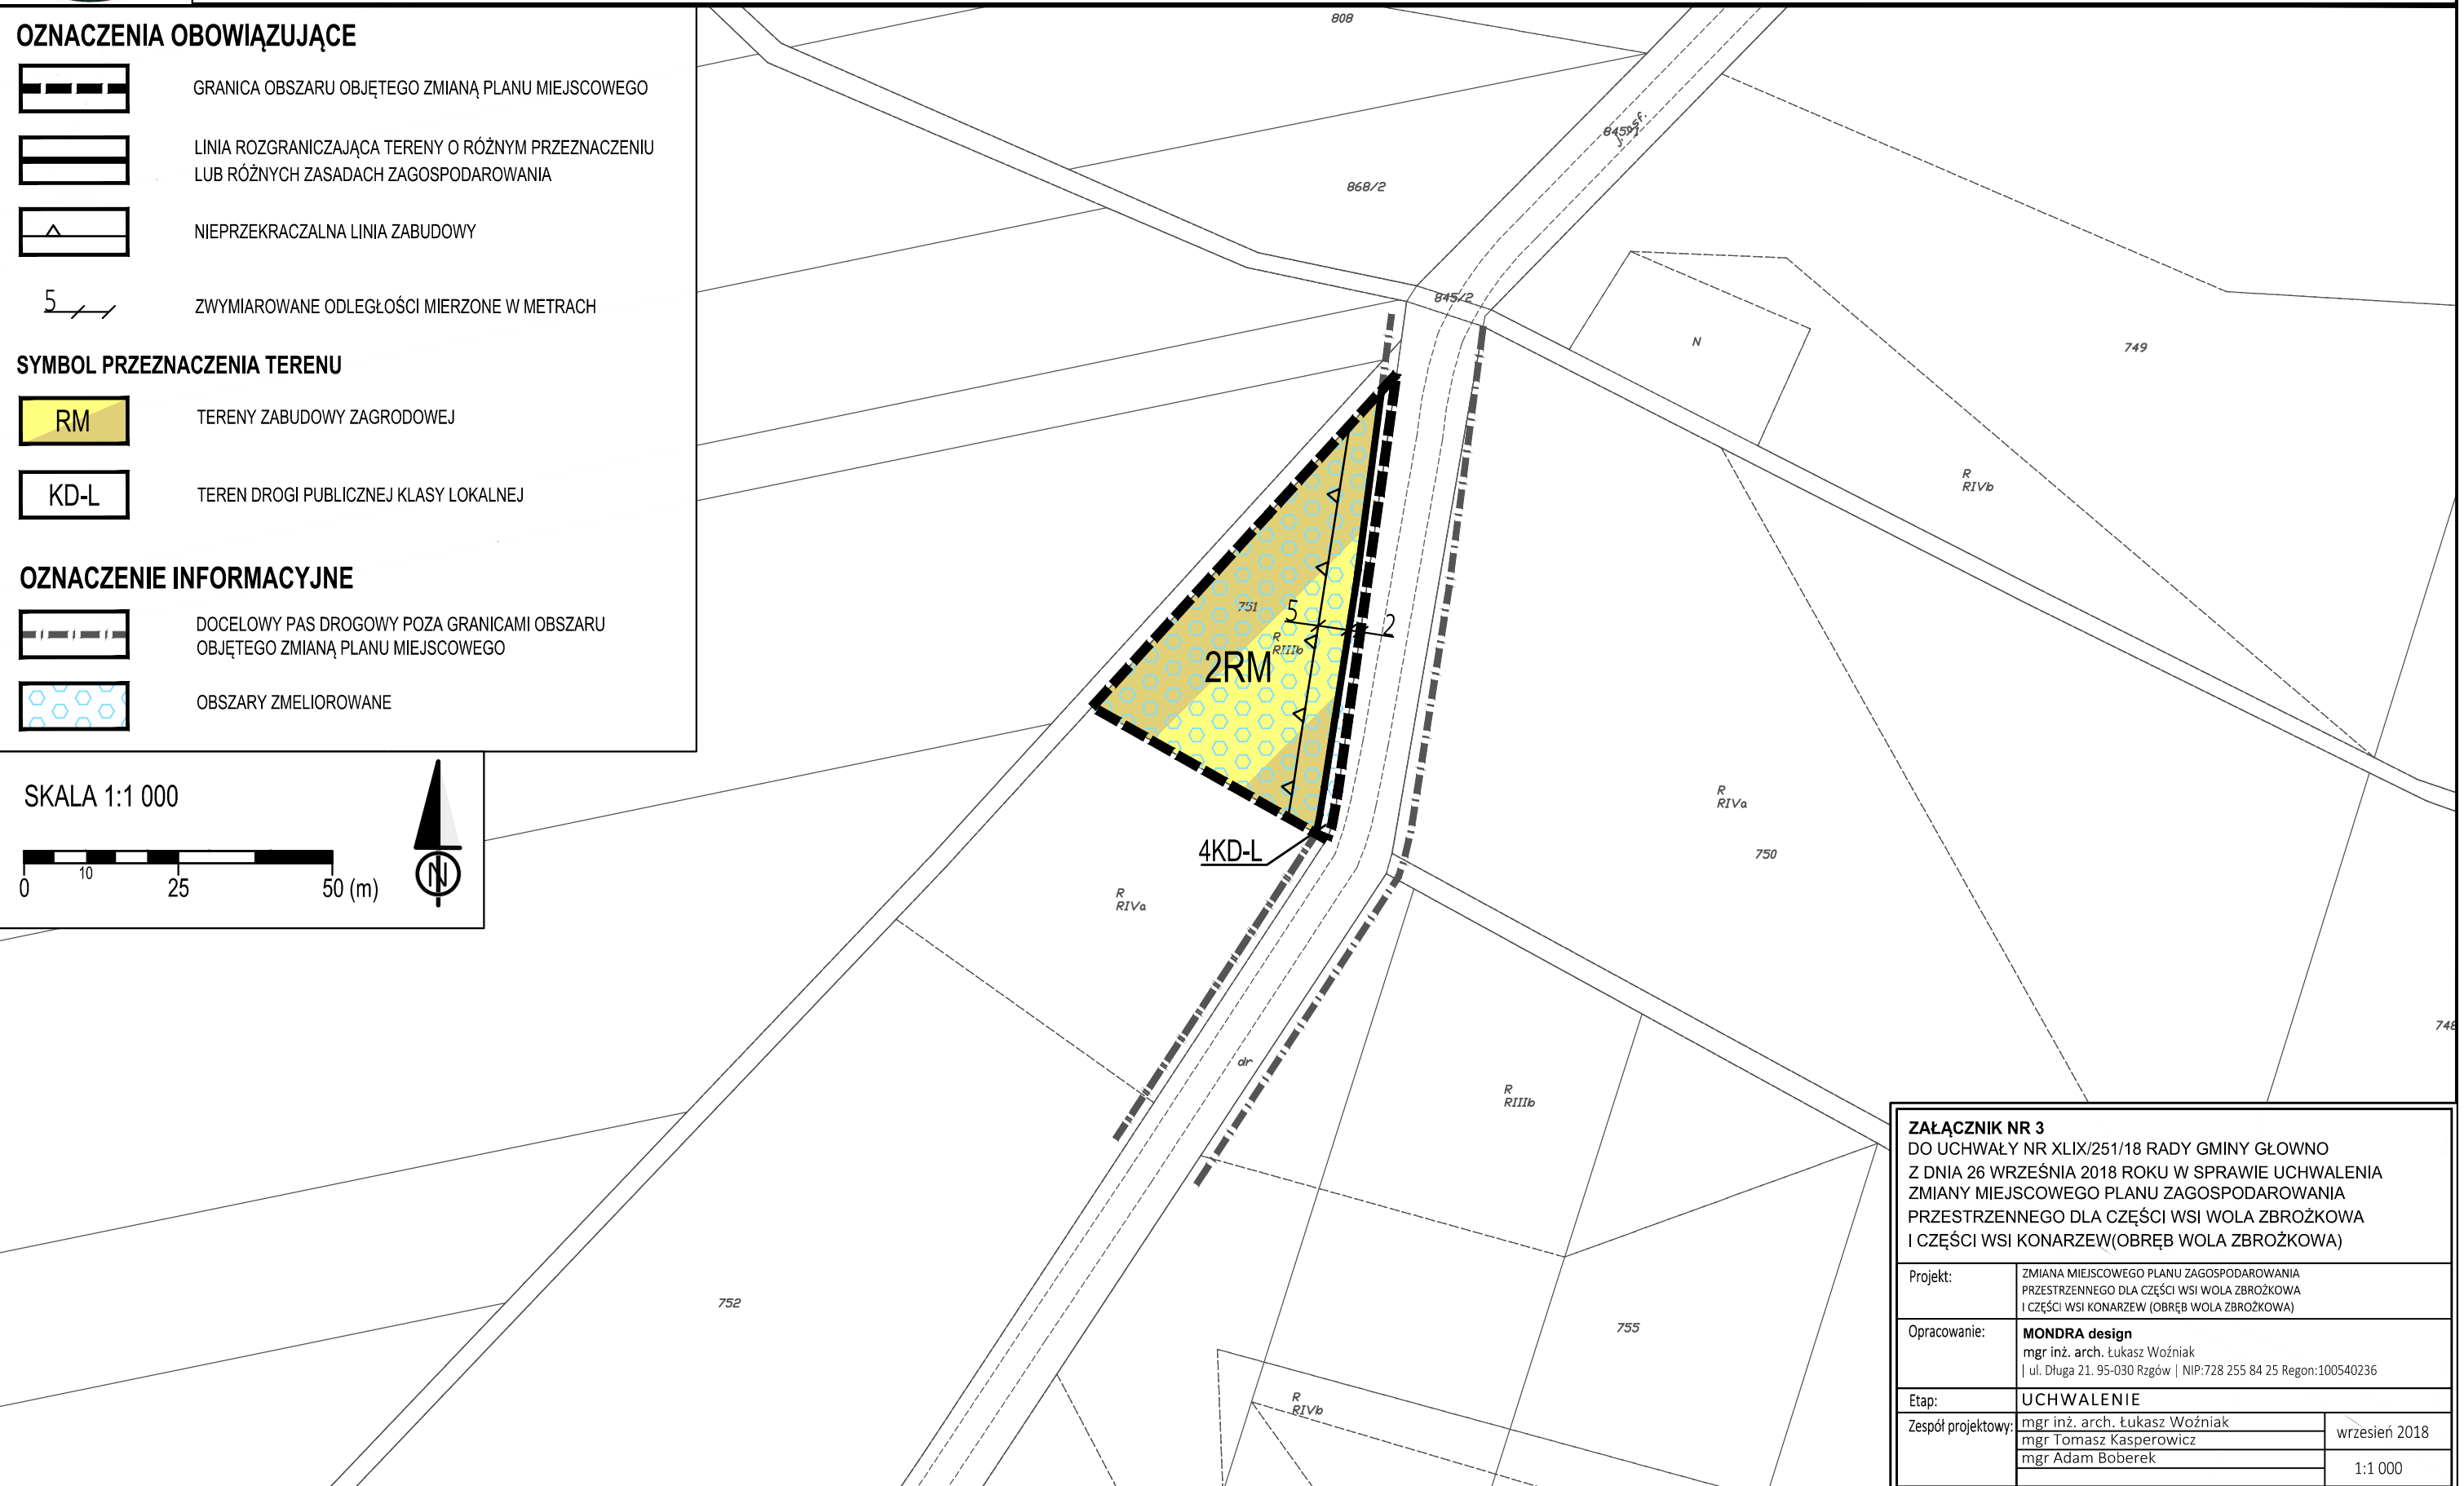 OZNACZENIA OBOWIĄZUJĄCE
GRANICA OBSZARU OBJĘTEGO ZMIANĄ PLANU MIEJSCOWEGO
LINIA ROZGRANICZAJĄCA TERENY O RÓŻNYM PRZEZNACZENIU
LUB RÓŻNYCH ZASADACH ZAGOSPODAROWANIA
NIEPRZEKRACZALNA LINIA ZABUDOWY
5
ZWYMIAROWANE ODLEGŁOŚCI MIERZONE W METRACH
SYMBOL PRZEZNACZENIA TERENU
RM
TERENY ZABUDOWY ZAGRODOWEJ
KD-L
TEREN DROGI PUBLICZNEJ KLASY LOKALNEJ
OZNACZENIE INFORMACYJNE
DOCELOWY PAS DROGOWY POZA GRANICAMI OBSZARU
OBJĘTEGO ZMIANĄ PLANU MIEJSCOWEGO
OBSZARY ZMELIOROWANE
SKALA 1:1 000
0
10
25
50 (m)
N
808
845/1
868/2
845/2
N
749
R
RIVb
751
5
2
R
RIIIb
2RM
4KD-L
R
RIVa
750
R
RIVa
748
dr
R
RIIIb
752
755
R
RIVb
ZAŁĄCZNIK NR 3
DO UCHWAŁY NR XLIX/251/18 RADY GMINY GŁOWNO
Z DNIA 26 WRZEŚNIA 2018 ROKU W SPRAWIE UCHWALENIA
ZMIANY MIEJSCOWEGO PLANU ZAGOSPODAROWANIA
PRZESTRZENNEGO DLA CZĘŚCI WSI WOLA ZBROŻKOWA
I CZĘŚCI WSI KONARZEW(OBRĘB WOLA ZBROŻKOWA)
Projekt:
ZMIANA MIEJSCOWEGO PLANU ZAGOSPODAROWANIA
PRZESTRZENNEGO DLA CZĘŚCI WSI WOLA ZBROŻKOWA
I CZĘŚCI WSI KONARZEW (OBRĘB WOLA ZBROŻKOWA)
Opracowanie:
MONDRA design
mgr inż. arch. Łukasz Woźniak
| ul. Długa 21. 95-030 Rzgów | NIP:728 255 84 25 Regon:100540236
Etap:
UCHWALENIE
Zespół projektowy:
mgr inż. arch. Łukasz Woźniak
mgr Tomasz Kasperowicz
mgr Adam Boberek
wrzesień 2018
1:1 000